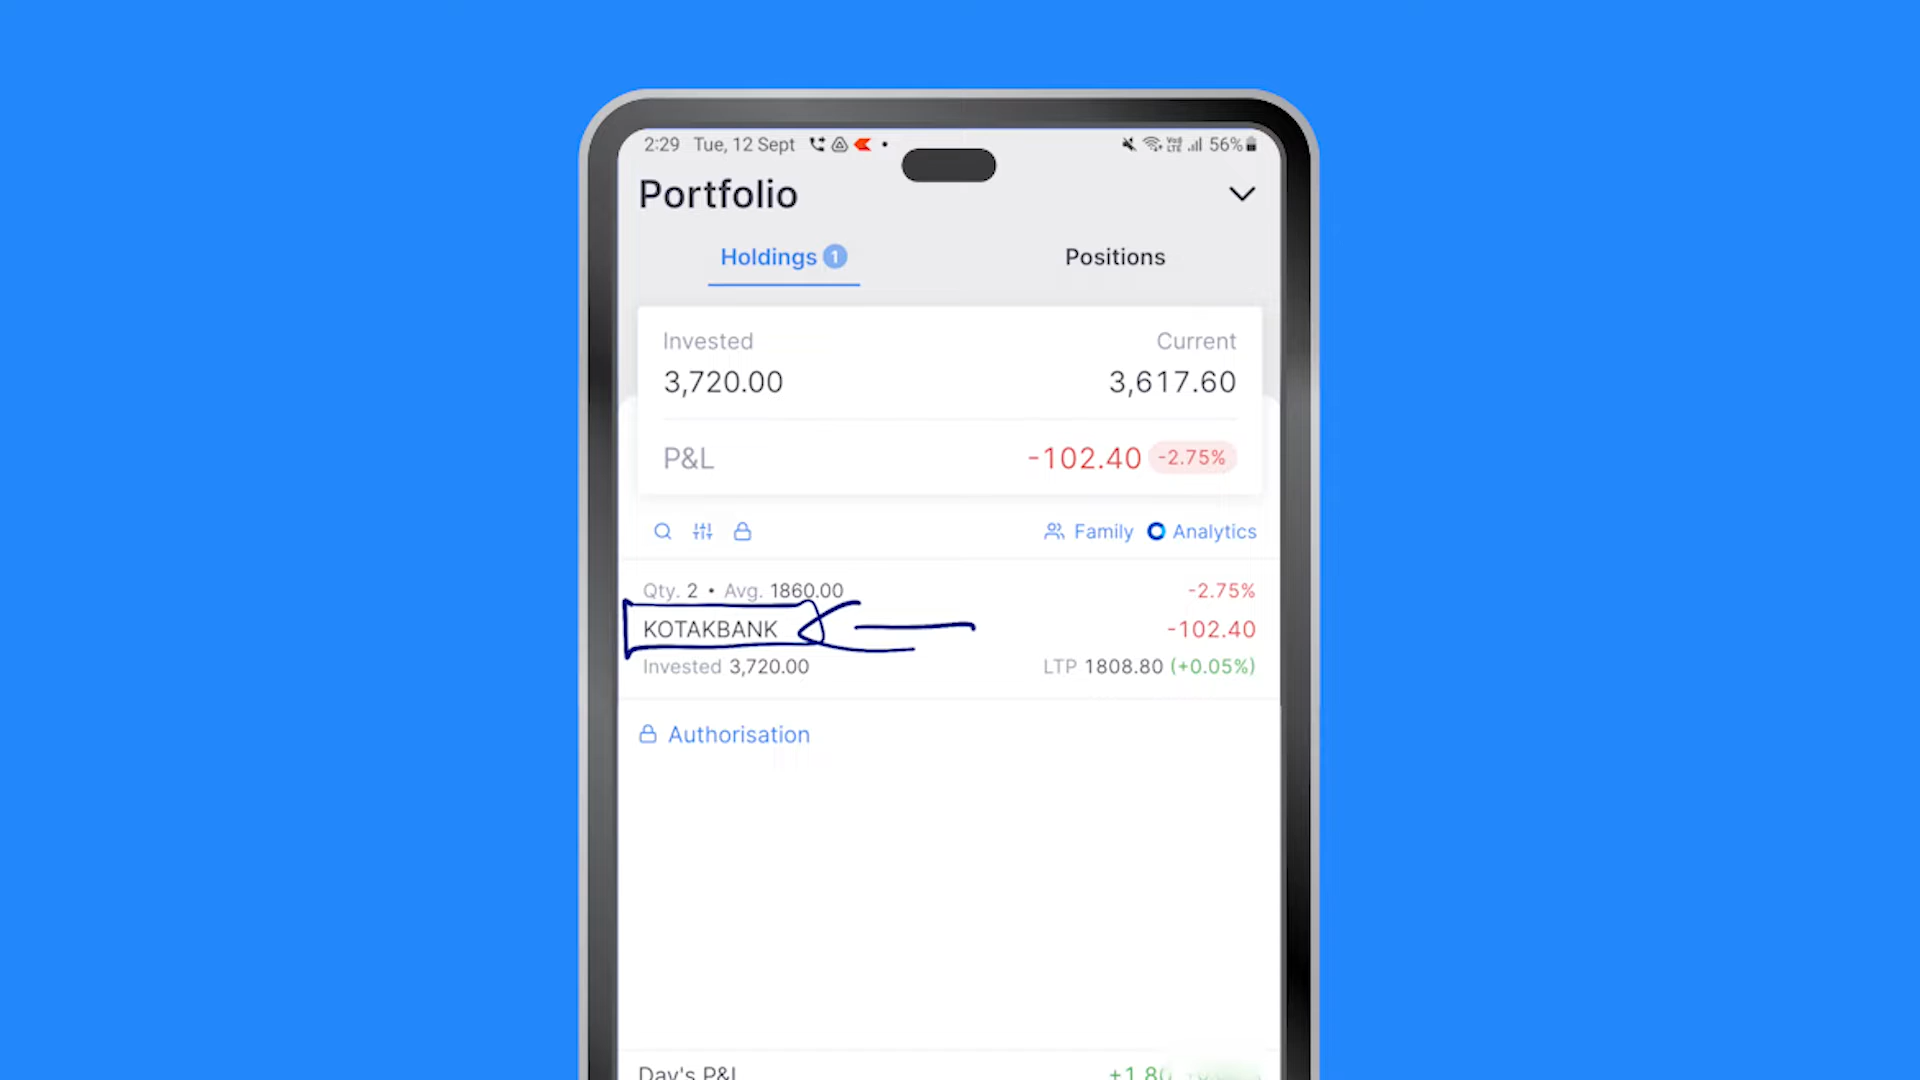 2:29 Tue, 12 Sept 56%
Portfolio
Holdings 1 Positions
Invested Current
3,720.00 3,617.60
P&L -102.40 -2.75%
Family Analytics
Qty. 2 • Avg. 1860.00 -2.75%
KOTAKBANK -102.40
Invested 3,720.00 LTP 1808.80 (+0.05%)
Authorisation
Day's P&L +1.80